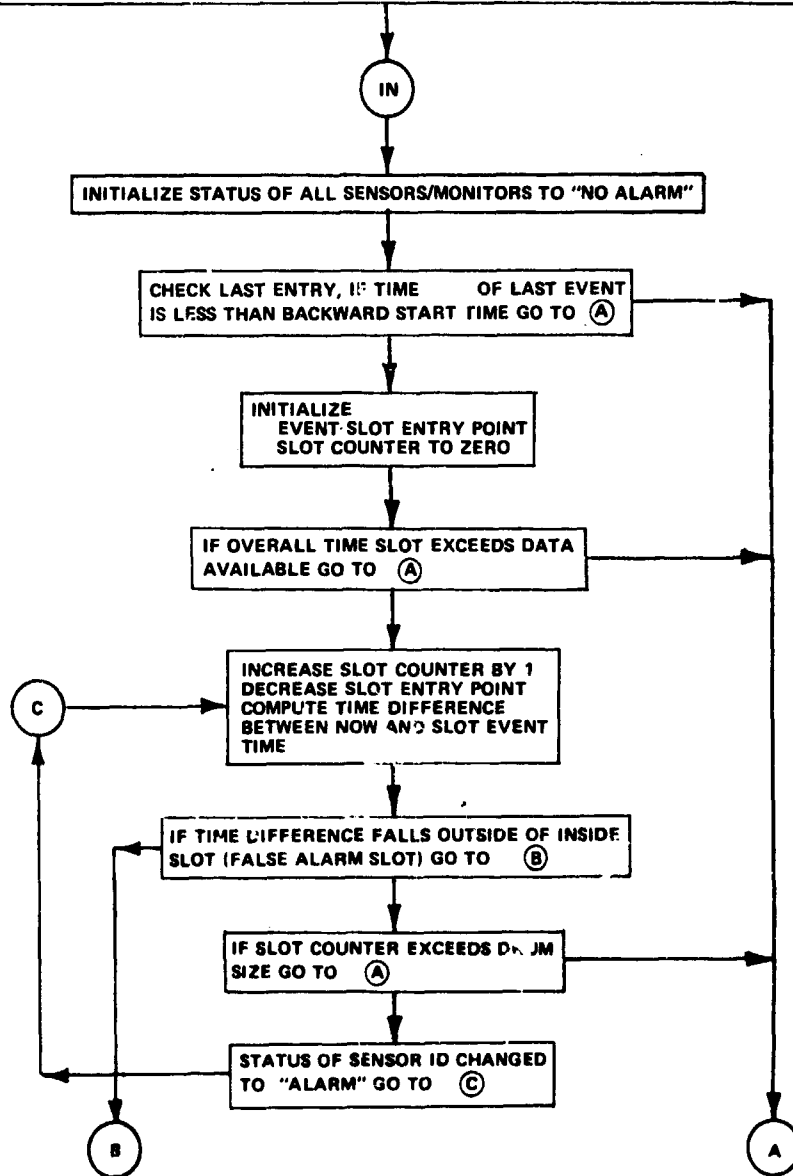 IN
INITIALIZE STATUS OF ALL SENSORS/MONITORS TO "NO ALARM"
CHECK LAST ENTRY, IF TIME OF LAST EVENT
IS LESS THAN BACKWARD START TIME GO TO A
INITIALIZE
EVENT SLOT ENTRY POINT
SLOT COUNTER TO ZERO
IF OVERALL TIME SLOT EXCEEDS DATA
AVAILABLE GO TO A
C
INCREASE SLOT COUNTER BY 1
DECREASE SLOT ENTRY POINT
COMPUTE TIME DIFFERENCE
BETWEEN NOW AND SLOT EVENT
TIME
IF TIME DIFFERENCE FALLS OUTSIDE OF INSIDE
SLOT (FALSE ALARM SLOT) GO TO B
IF SLOT COUNTER EXCEEDS DRUM
SIZE GO TO A
STATUS OF SENSOR ID CHANGED
TO "ALARM" GO TO C
B
A